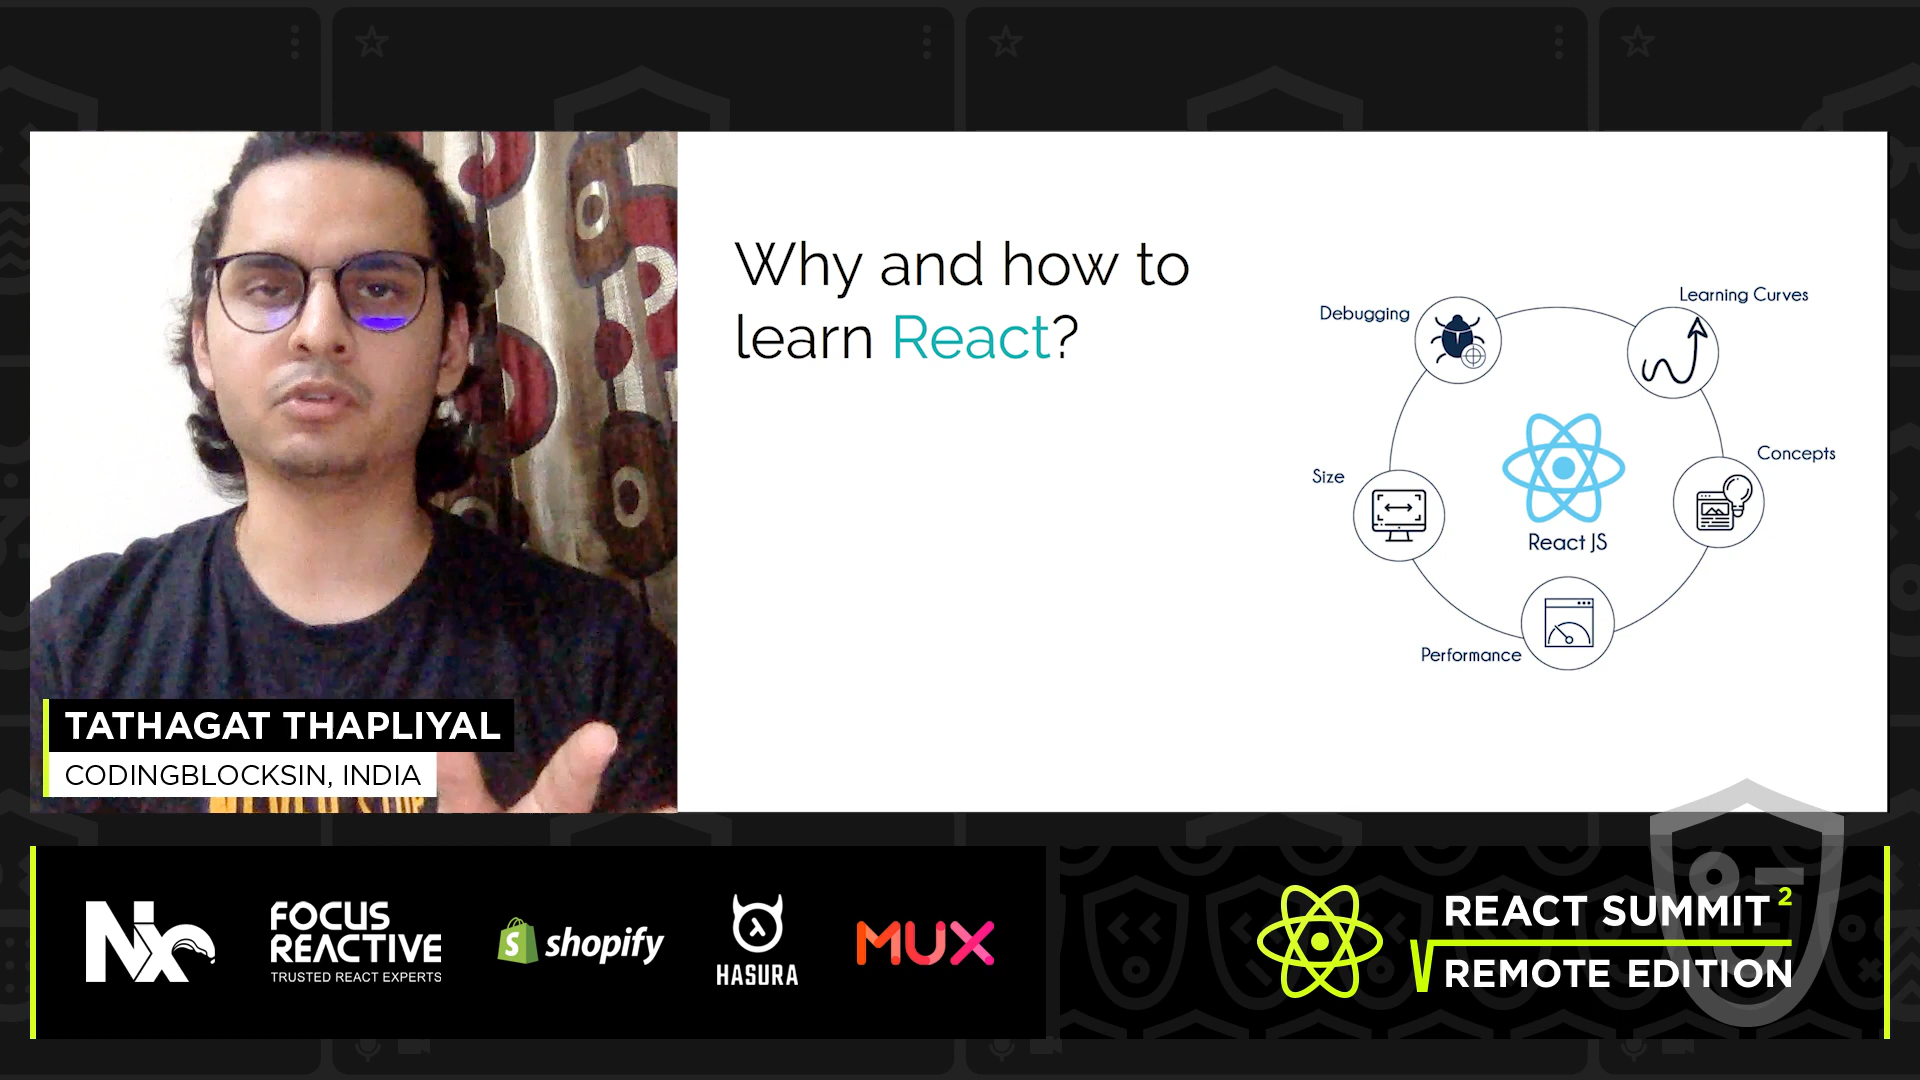 Why and how to
learn React?
Debugging
Learning Curves
Size
Concepts
React JS
Performance
TATHAGAT THAPLIYAL
CODINGBLOCKSIN, INDIA
Nx
FOCUS
REACTIVE
TRUSTED REACT EXPERTS
shopify
HASURA
MUX
REACT SUMMIT 2
REMOTE EDITION